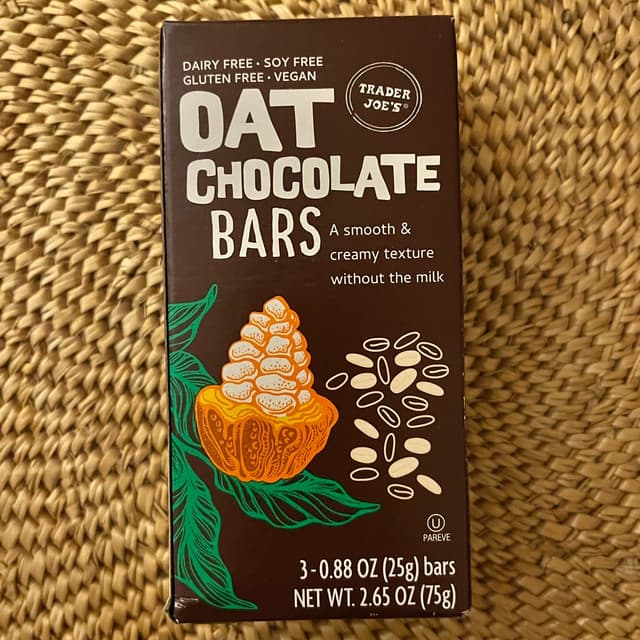 DAIRY FREE • SOY FREE
GLUTEN FREE • VEGAN
TRADER
JOE'S®
OAT
CHOCOLATE
BARS
A smooth &
creamy texture
without the milk
U
PAREVE
3-0.88 OZ (25g) bars
NET WT. 2.65 OZ (75g)